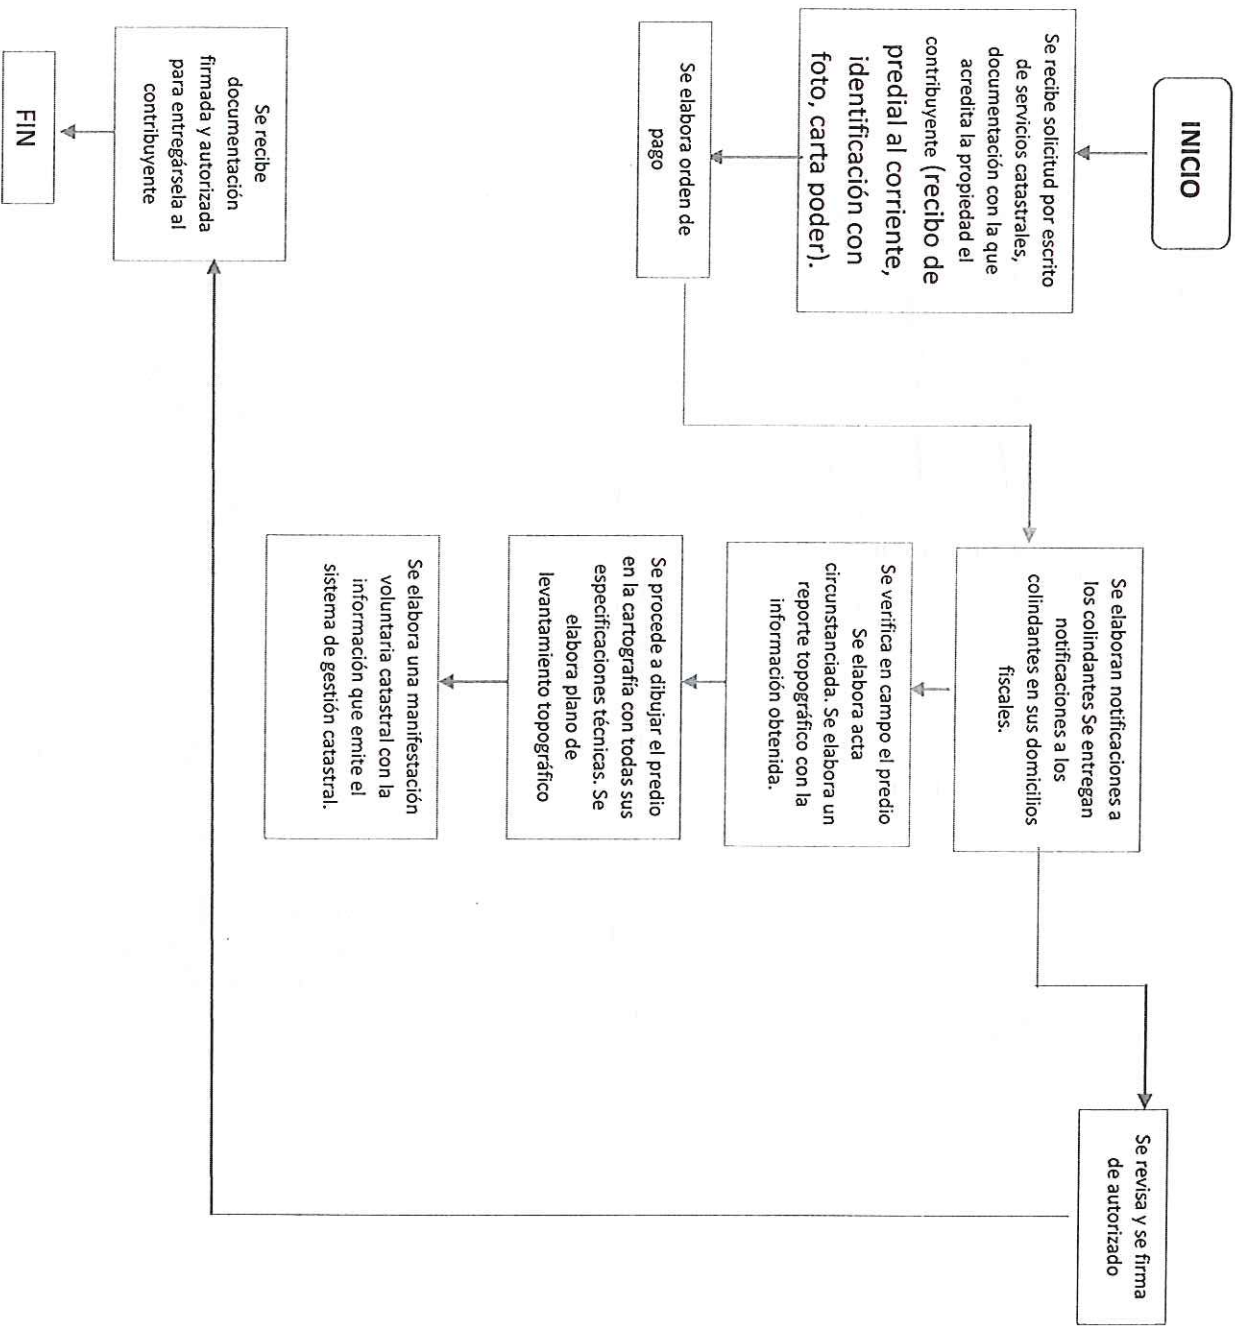 INICIO
Se recibe solicitud por escrito
de servicios catastrales,
documentación con la que
acredita la propiedad el
contribuyente (recibo de
predial al corriente,
identificación con
foto, carta poder).
Se elabora orden de
pago
Se elaboran notificaciones a
los colindantes Se entregan
notificaciones a los
colindantes en sus domicilios
fiscales.
Se verifica en campo el predio
Se elabora acta
circunstanciada. Se elabora un
reporte topográfico con la
información obtenida.
Se procede a dibujar el predio
en la cartografía con todas sus
especificaciones técnicas. Se
elabora plano de
levantamiento topográfico
Se elabora una manifestación
voluntaria catastral con la
información que emite el
sistema de gestión catastral.
Se revisa y se firma
de autorizado
Se recibe
documentación
firmada y autorizada
para entregársela al
contribuyente
FIN